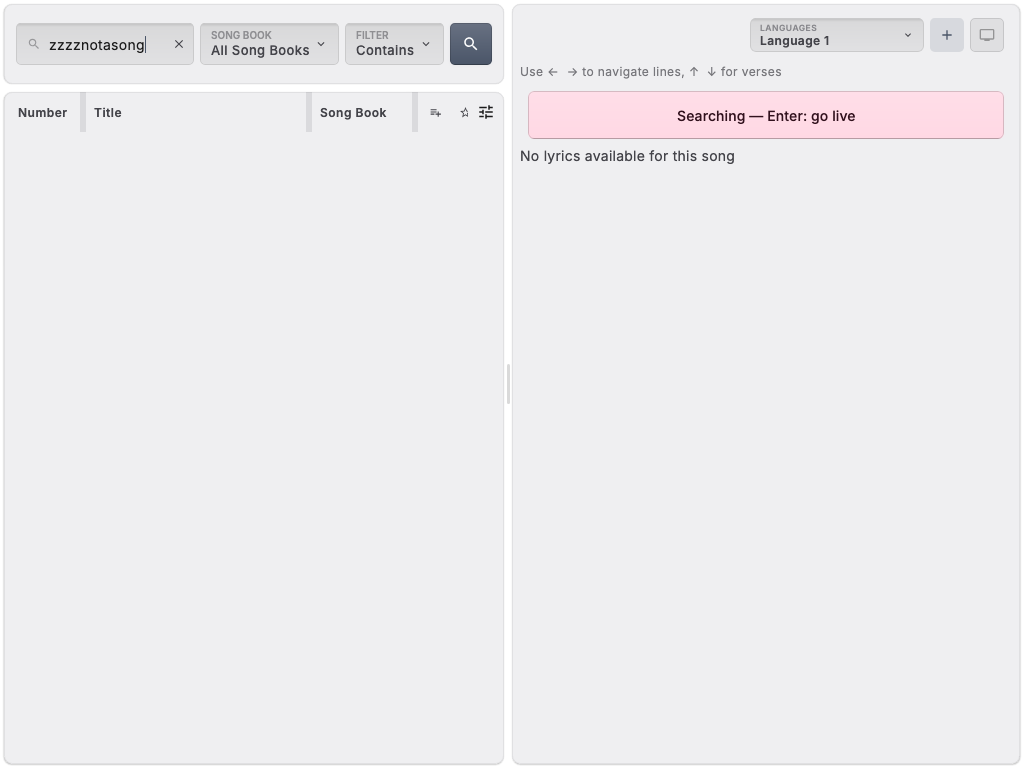 zzzznotasong
SONG BOOK
All Song Books
FILTER
Contains
Number
Title
Song Book
LANGUAGES
Language 1
Use ← → to navigate lines, ↑ ↓ for verses
Searching — Enter: go live
No lyrics available for this song